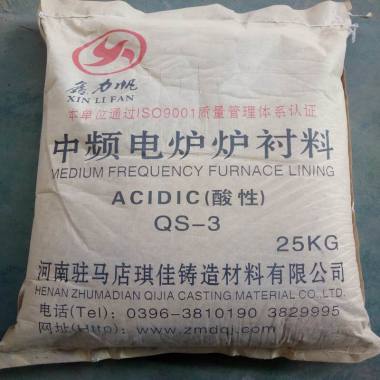 鑫力帆
XIN LI FAN
本单位通过ISO9001质量管理体系认证
中频电炉炉衬料
MEDIUM FREQUENCY FURNACE LINING
ACIDIC(酸性)
QS-3
25KG
河南驻马店琪佳铸造材料有限公司
HENAN ZHUMADIAN QIJIA CASTING MATERIAL CO.,LTD.
电话(Tel): 0396-3810190 3829995
网址(Http): www.zmdqj.com